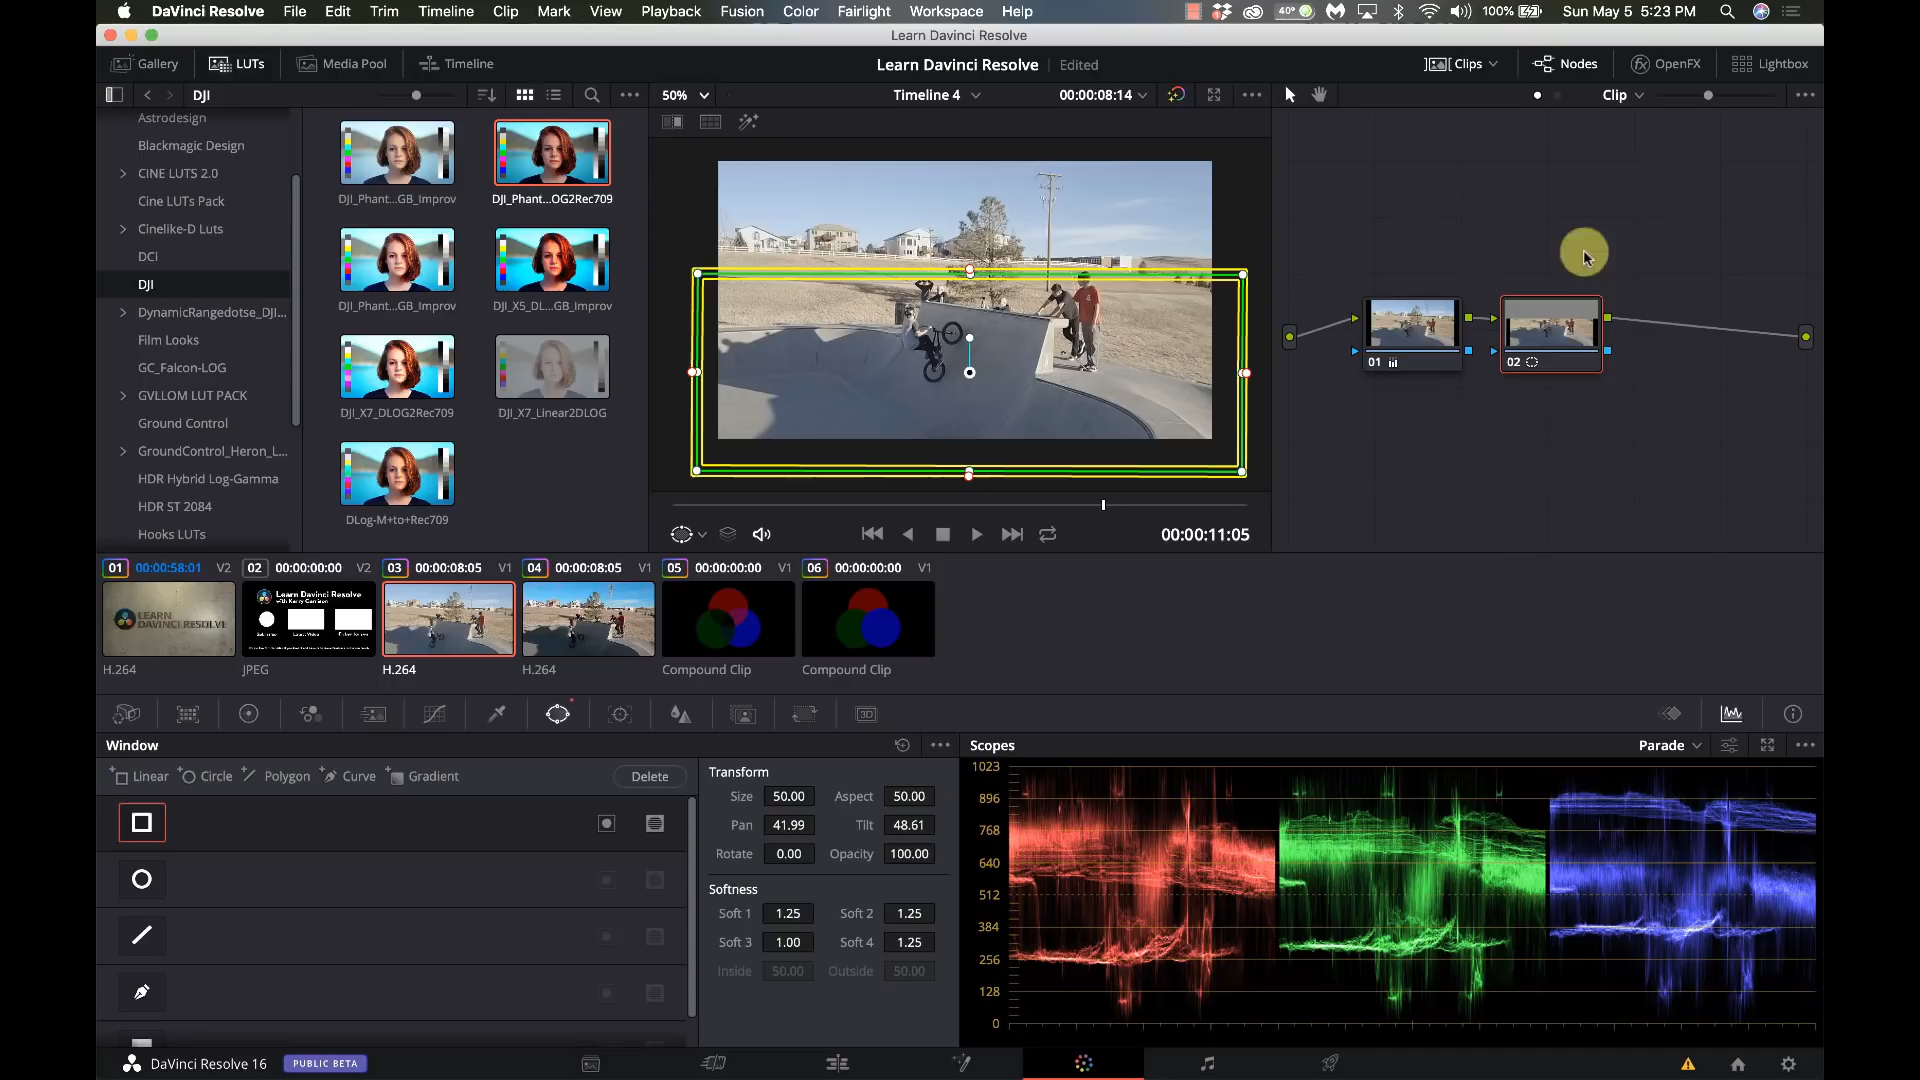 DaVinci Resolve File Edit Trim Timeline Clip Mark View Playback Fusion Color Fairlight Workspace Help 40° 100% Sun May 5 5:23 PM
Learn Davinci Resolve
Gallery LUTs Media Pool Timeline Learn Davinci Resolve Edited Clips Nodes OpenFX Lightbox
DJI 50% Timeline 4 00:00:08:14 Clip
Astrodesign
Blackmagic Design
CINE LUTS 2.0
Cine LUTs Pack
Cinelike-D Luts
DCI
DJI
DynamicRangedotse_DJI...
Film Looks
GC_Falcon-LOG
GVLLOM LUT PACK
Ground Control
GroundControl_Heron_L...
HDR Hybrid Log-Gamma
HDR ST 2084
Hooks LUTs
DJI_Phant...GB_Improv DJI_Phant...OG2Rec709
DJI_Phant...GB_Improv DJI_X5_DL...GB_Improv
DJI_X7_DLOG2Rec709 DJI_X7_Linear2DLOG
DLog-M+to+Rec709
00:00:11:05
01 02
01 00:00:58:01 V2 02 00:00:00:00 V2 03 00:00:08:05 V1 04 00:00:08:05 V1 05 00:00:00:00 V1 06 00:00:00:00 V1
LEARN
DAVINCI RESOLVE
Learn Davinci Resolve
H.264 JPEG H.264 H.264 Compound Clip Compound Clip
3D
Window
Linear Circle Polygon Curve Gradient Delete
Transform
Size 50.00 Aspect 50.00
Pan 41.99 Tilt 48.61
Rotate 0.00 Opacity 100.00
Softness
Soft 1 1.25 Soft 2 1.25
Soft 3 1.00 Soft 4 1.25
Inside 50.00 Outside 50.00
Scopes Parade
1023
896
768
640
512
384
256
128
0
DaVinci Resolve 16 PUBLIC BETA